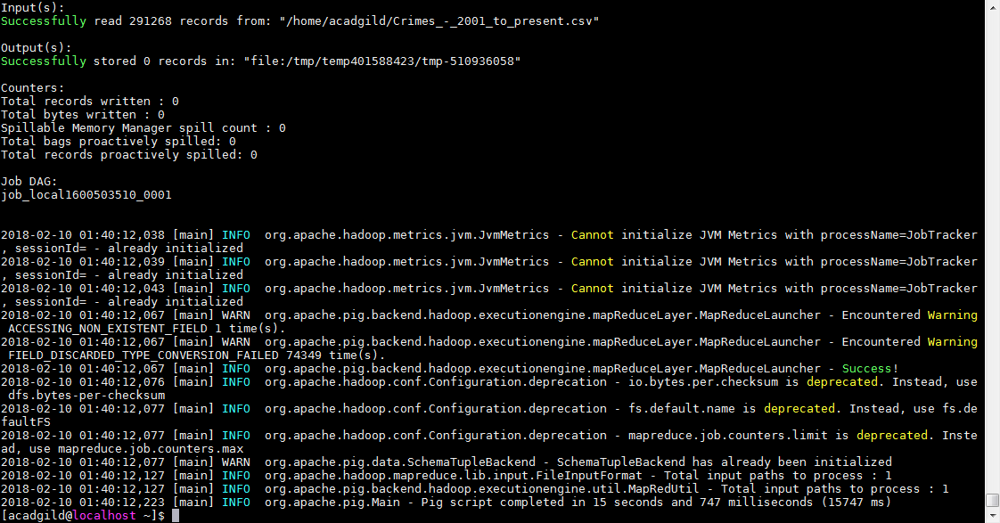 Input(s):
Successfully read 291268 records from: "/home/acadgild/Crimes_-_2001_to_present.csv"
Output(s):
Successfully stored 0 records in: "file:/tmp/temp401588423/tmp-510936058"
Counters:
Total records written : 0
Total bytes written : 0
Spillable Memory Manager spill count : 0
Total bags proactively spilled: 0
Total records proactively spilled: 0
Job DAG:
job_local1600503510_0001
2018-02-10 01:40:12,038 [main] INFO  org.apache.hadoop.metrics.jvm.JvmMetrics - Cannot initialize JVM Metrics with processName=JobTracker
, sessionId= - already initialized
2018-02-10 01:40:12,039 [main] INFO  org.apache.hadoop.metrics.jvm.JvmMetrics - Cannot initialize JVM Metrics with processName=JobTracker
, sessionId= - already initialized
2018-02-10 01:40:12,043 [main] INFO  org.apache.hadoop.metrics.jvm.JvmMetrics - Cannot initialize JVM Metrics with processName=JobTracker
, sessionId= - already initialized
2018-02-10 01:40:12,067 [main] WARN  org.apache.pig.backend.hadoop.executionengine.mapReduceLayer.MapReduceLauncher - Encountered Warning
 ACCESSING_NON_EXISTENT_FIELD 1 time(s).
2018-02-10 01:40:12,067 [main] WARN  org.apache.pig.backend.hadoop.executionengine.mapReduceLayer.MapReduceLauncher - Encountered Warning
 FIELD_DISCARDED_TYPE_CONVERSION_FAILED 74349 time(s).
2018-02-10 01:40:12,067 [main] INFO  org.apache.pig.backend.hadoop.executionengine.mapReduceLayer.MapReduceLauncher - Success!
2018-02-10 01:40:12,076 [main] INFO  org.apache.hadoop.conf.Configuration.deprecation - io.bytes.per.checksum is deprecated. Instead, use
 dfs.bytes-per-checksum
2018-02-10 01:40:12,077 [main] INFO  org.apache.hadoop.conf.Configuration.deprecation - fs.default.name is deprecated. Instead, use fs.de
faultFS
2018-02-10 01:40:12,077 [main] INFO  org.apache.hadoop.conf.Configuration.deprecation - mapreduce.job.counters.limit is deprecated. Inste
ad, use mapreduce.job.counters.max
2018-02-10 01:40:12,077 [main] WARN  org.apache.pig.data.SchemaTupleBackend - SchemaTupleBackend has already been initialized
2018-02-10 01:40:12,127 [main] INFO  org.apache.hadoop.mapreduce.lib.input.FileInputFormat - Total input paths to process : 1
2018-02-10 01:40:12,127 [main] INFO  org.apache.pig.backend.hadoop.executionengine.util.MapRedUtil - Total input paths to process : 1
2018-02-10 01:40:12,223 [main] INFO  org.apache.pig.Main - Pig script completed in 15 seconds and 747 milliseconds (15747 ms)
[acadgild@localhost ~]$